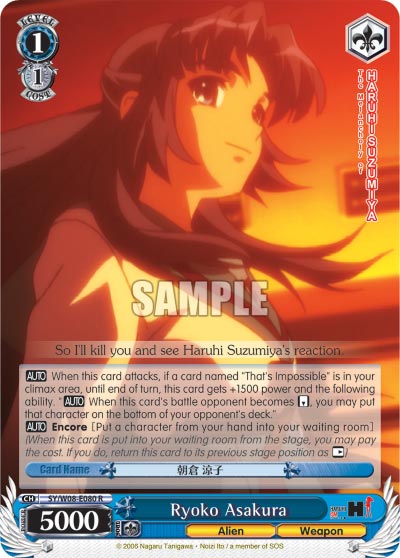 LEVEL
1
1
COST
The Melancholy of
HARUHI SUZUMIYA
SAMPLE
So I'll kill you and see Haruhi Suzumiya's reaction.
AUTO When this card attacks, if a card named "That's Impossible" is in your
climax area, until end of turn, this card gets +1500 power and the following
ability. "AUTO When this card's battle opponent becomes, you may put
that character on the bottom of your opponent's deck."
AUTO Encore [Put a character from your hand into your waiting room]
(When this card is put into your waiting room from the stage, you may pay
the cost. If you do, return this card to its previous stage position as)
Card Name
朝倉 涼子
CH SY/W08-E080 R
POWER
5000
Ryoko Asakura
Alien
Weapon
© 2006 Nagaru Tanigawa・Noizi Ito / a member of SOS